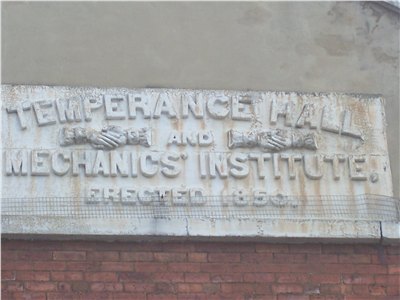 TEMPERANCE HALL
AND
MECHANICS' INSTITUTE,
ERECTED 1850.